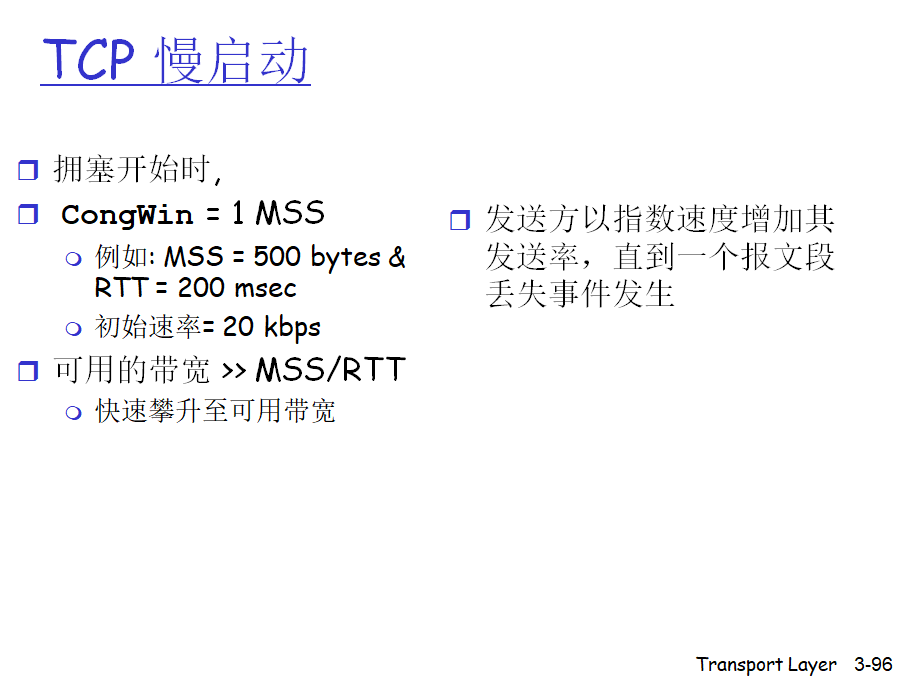 TCP 慢启动
拥塞开始时,
CongWin = 1 MSS
例如: MSS = 500 bytes &
RTT = 200 msec
初始速率= 20 kbps
可用的带宽 >> MSS/RTT
快速攀升至可用带宽
发送方以指数速度增加其
发送率，直到一个报文段
丢失事件发生
Transport Layer 3-96